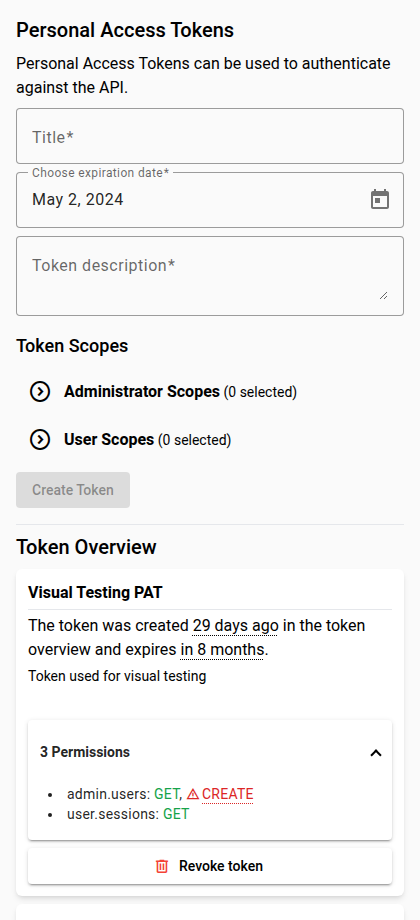 Personal Access Tokens
Personal Access Tokens can be used to authenticate
against the API.
Title*
Choose expiration date*
May 2, 2024
Token description*
Token Scopes
Administrator Scopes (0 selected)
User Scopes (0 selected)
Create Token
Token Overview
Visual Testing PAT
The token was created 29 days ago in the token
overview and expires in 8 months.
Token used for visual testing
3 Permissions
• admin.users: GET, CREATE
• user.sessions: GET
Revoke token